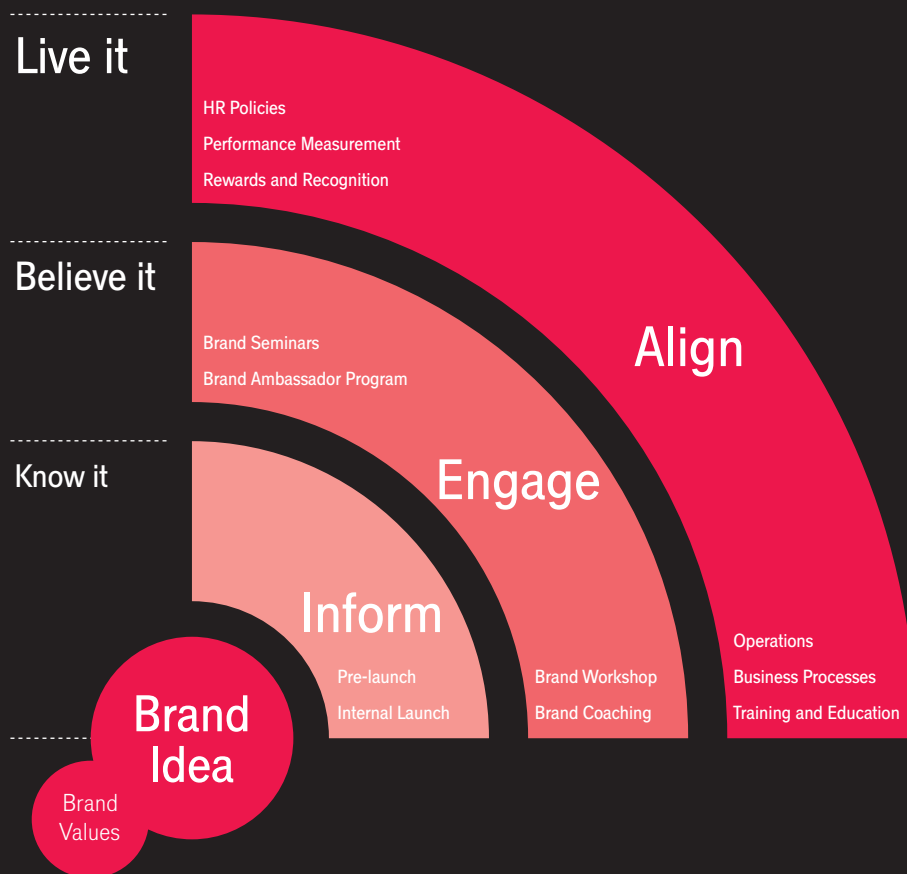 Live it
HR Policies
Performance Measurement
Rewards and Recognition
Believe it
Brand Seminars
Brand Ambassador Program
Align
Know it
Engage
Inform
Pre-launch
Internal Launch
Brand Workshop
Brand Coaching
Operations
Business Processes
Training and Education
Brand
Idea
Brand
Values